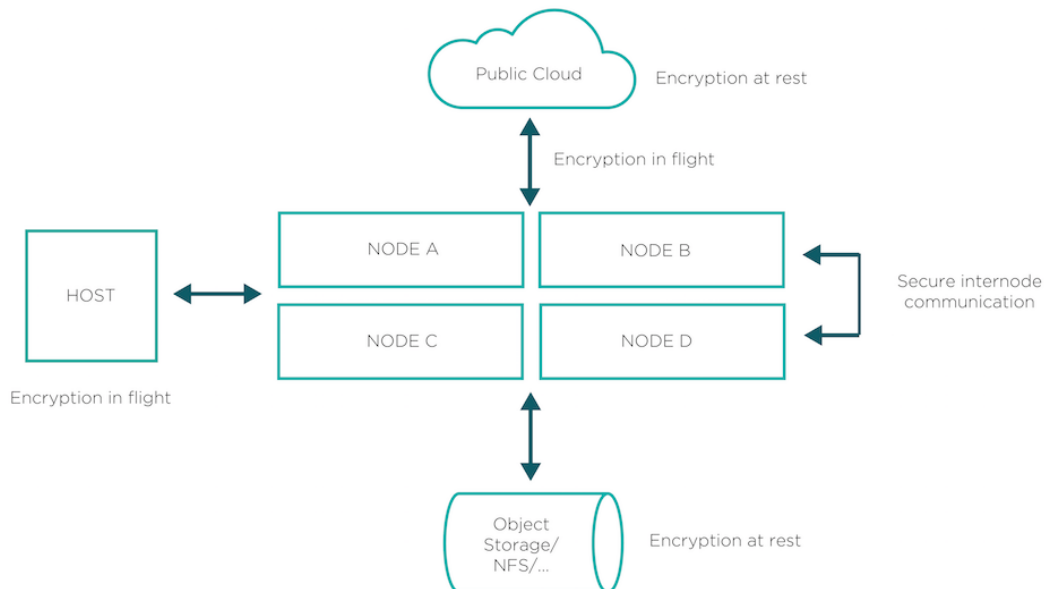 Public Cloud
Encryption at rest
Encryption in flight
NODE A
NODE B
HOST
Secure internode
communication
NODE C
NODE D
Encryption in flight
Object
Storage/
NFS/...
Encryption at rest